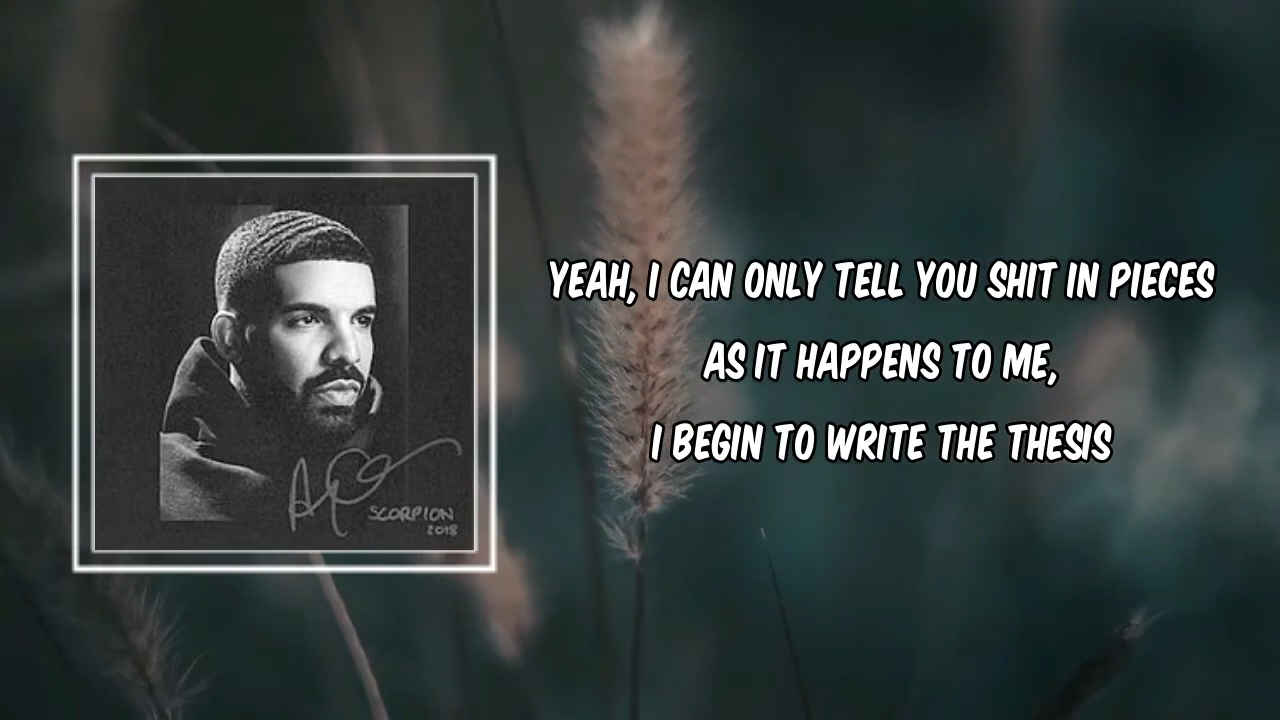 SCORPION
2018
YEAH, I CAN ONLY TELL YOU SHIT IN PIECES
AS IT HAPPENS TO ME,
I BEGIN TO WRITE THE THESIS